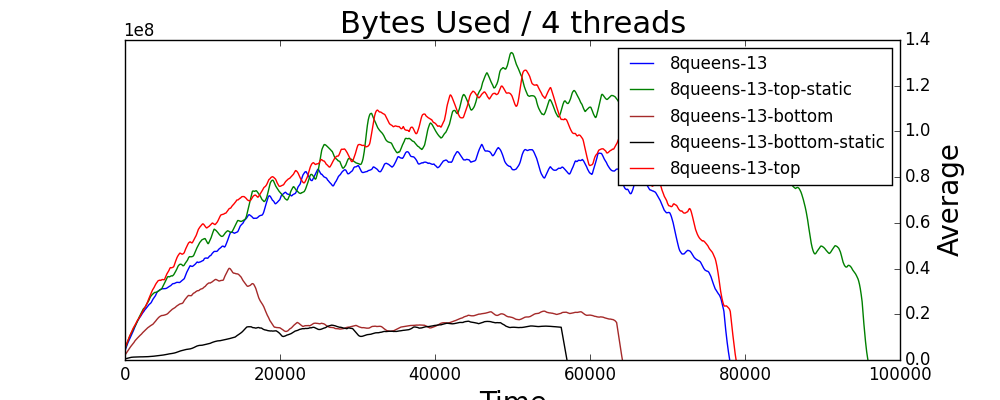 Bytes Used / 4 threads
1e8
1.4
1.2
1.0
0.8
0.6
0.4
0.2
0.0
Average
8queens-13
8queens-13-top-static
8queens-13-bottom
8queens-13-bottom-static
8queens-13-top
0 20000 40000 60000 80000 100000
Time